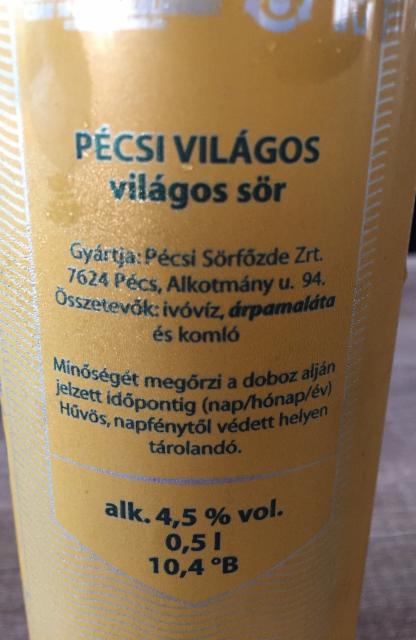 PÉCSI VILÁGOS
világos sör
Gyártja: Pécsi Sörfőzde Zrt.
7624 Pécs, Alkotmány u. 94.
Összetevők: ivóvíz, árpamaláta
és komló
Minőségét megőrzi a doboz alján
jelzett időpontig (nap/hónap/év)
Hűvös, napfénytől védett helyen
tárolandó.
alk. 4,5 % vol.
0,5 l
10,4 °B